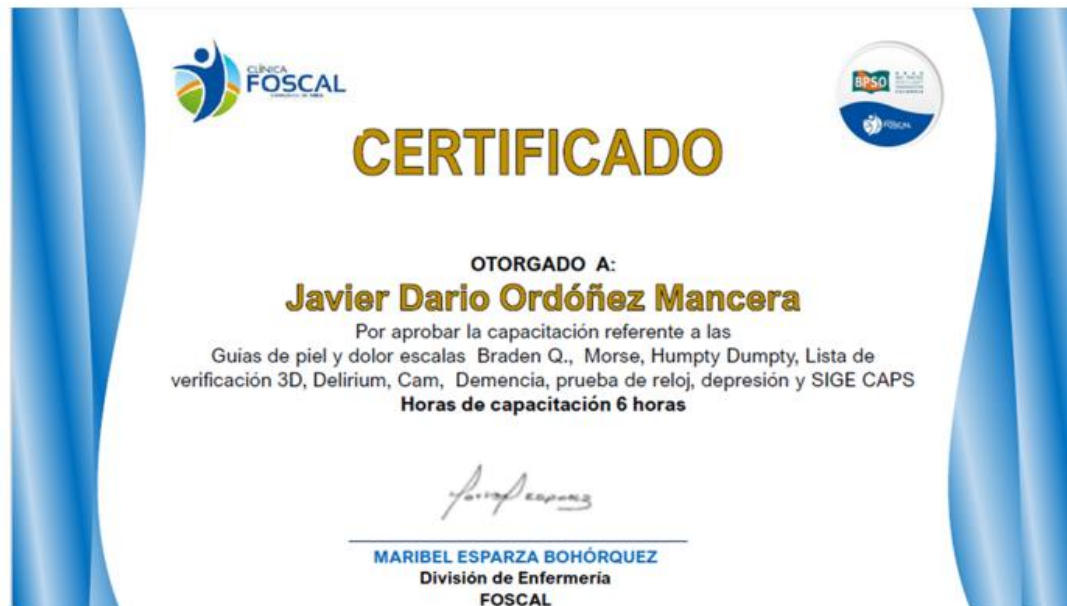 CLÍNICA
FOSCAL
BPSO
FOSCAL
CERTIFICADO
OTORGADO A:
Javier Dario Ordóñez Mancera
Por aprobar la capacitación referente a las
Guías de piel y dolor escalas Braden Q., Morse, Humpty Dumpty, Lista de
verificación 3D, Delirium, Cam, Demencia, prueba de reloj, depresión y SIGE CAPS
Horas de capacitación 6 horas
MARIBEL ESPARZA BOHÓRQUEZ
División de Enfermería
FOSCAL